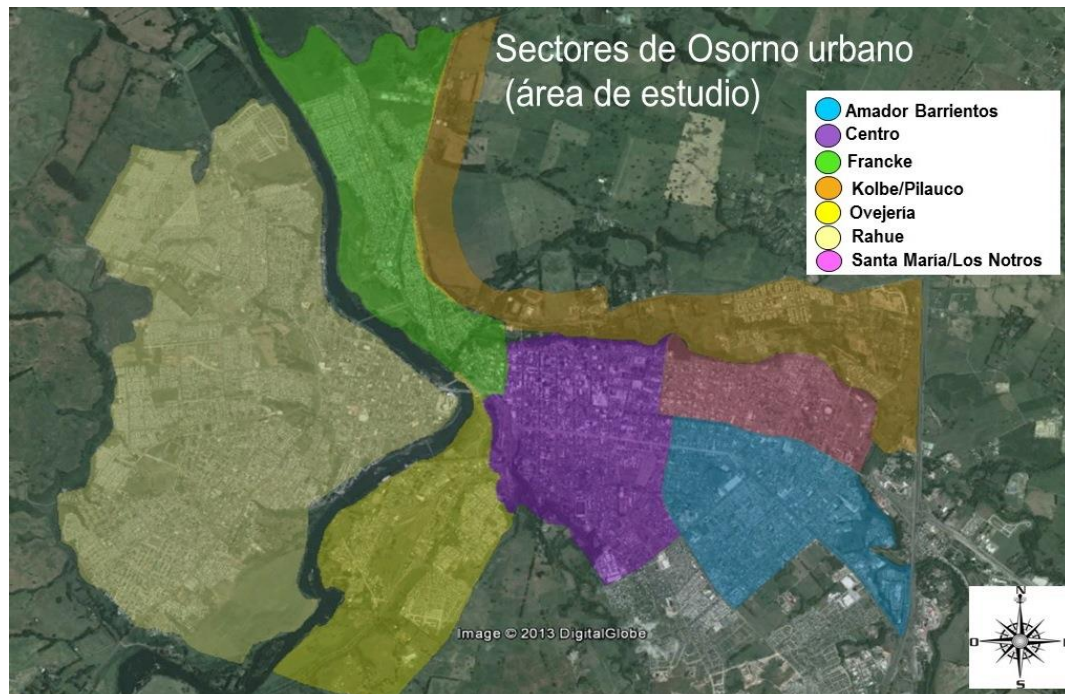 Sectores de Osorno urbano
(área de estudio)
Amador Barrientos
Centro
Francke
Kolbe/Pilauco
Ovejería
Rahue
Santa María/Los Notros
Image © 2013 DigitalGlobe
N
O
S